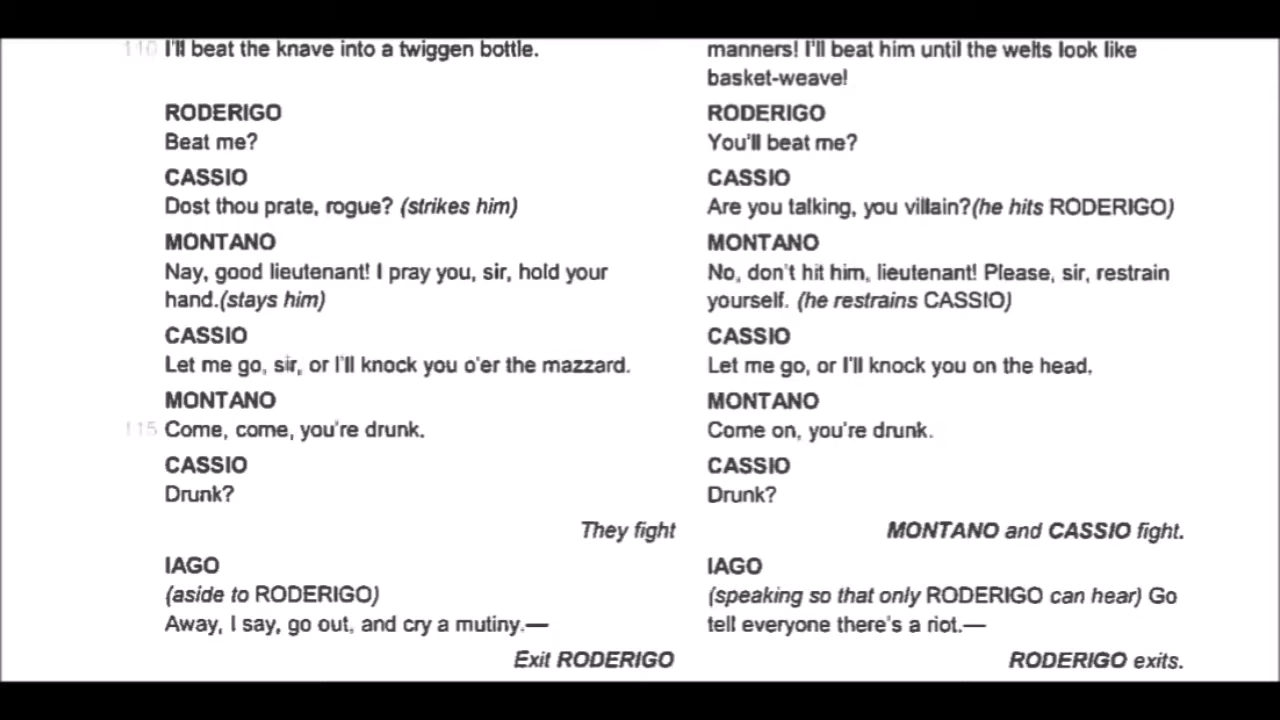 110 I'll beat the knave into a twiggen bottle.
RODERIGO
Beat me?
CASSIO
Dost thou prate, rogue? (strikes him)
MONTANO
Nay, good lieutenant! I pray you, sir, hold your
hand.(stays him)
CASSIO
Let me go, sir, or I'll knock you o'er the mazzard.
MONTANO
115 Come, come, you're drunk.
CASSIO
Drunk?
They fight
IAGO
(aside to RODERIGO)
Away, I say, go out, and cry a mutiny.—
Exit RODERIGO
manners! I'll beat him until the welts look like
basket-weave!
RODERIGO
You'll beat me?
CASSIO
Are you talking, you villain?(he hits RODERIGO)
MONTANO
No, don't hit him, lieutenant! Please, sir, restrain
yourself. (he restrains CASSIO)
CASSIO
Let me go, or I'll knock you on the head.
MONTANO
Come on, you're drunk.
CASSIO
Drunk?
MONTANO and CASSIO fight.
IAGO
(speaking so that only RODERIGO can hear) Go
tell everyone there's a riot.—
RODERIGO exits.